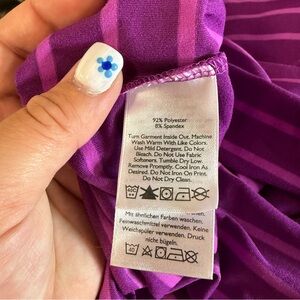 92% Polyester
8% Spandex
Turn Garment Inside Out. Machine
Wash Warm With Like Colors.
Use Mild Detergent. Do Not
Bleach. Do Not Use Fabric
Softeners. Tumble Dry Low.
Remove Promptly. Cool Iron As
Desired. Do Not Iron On Print.
Do Not Dry Clean.
Mit ähnlichen Farben waschen.
Feinwaschmittel verwenden. Keine
Weichspüler verwenden. Druck
nicht bügeln.
40